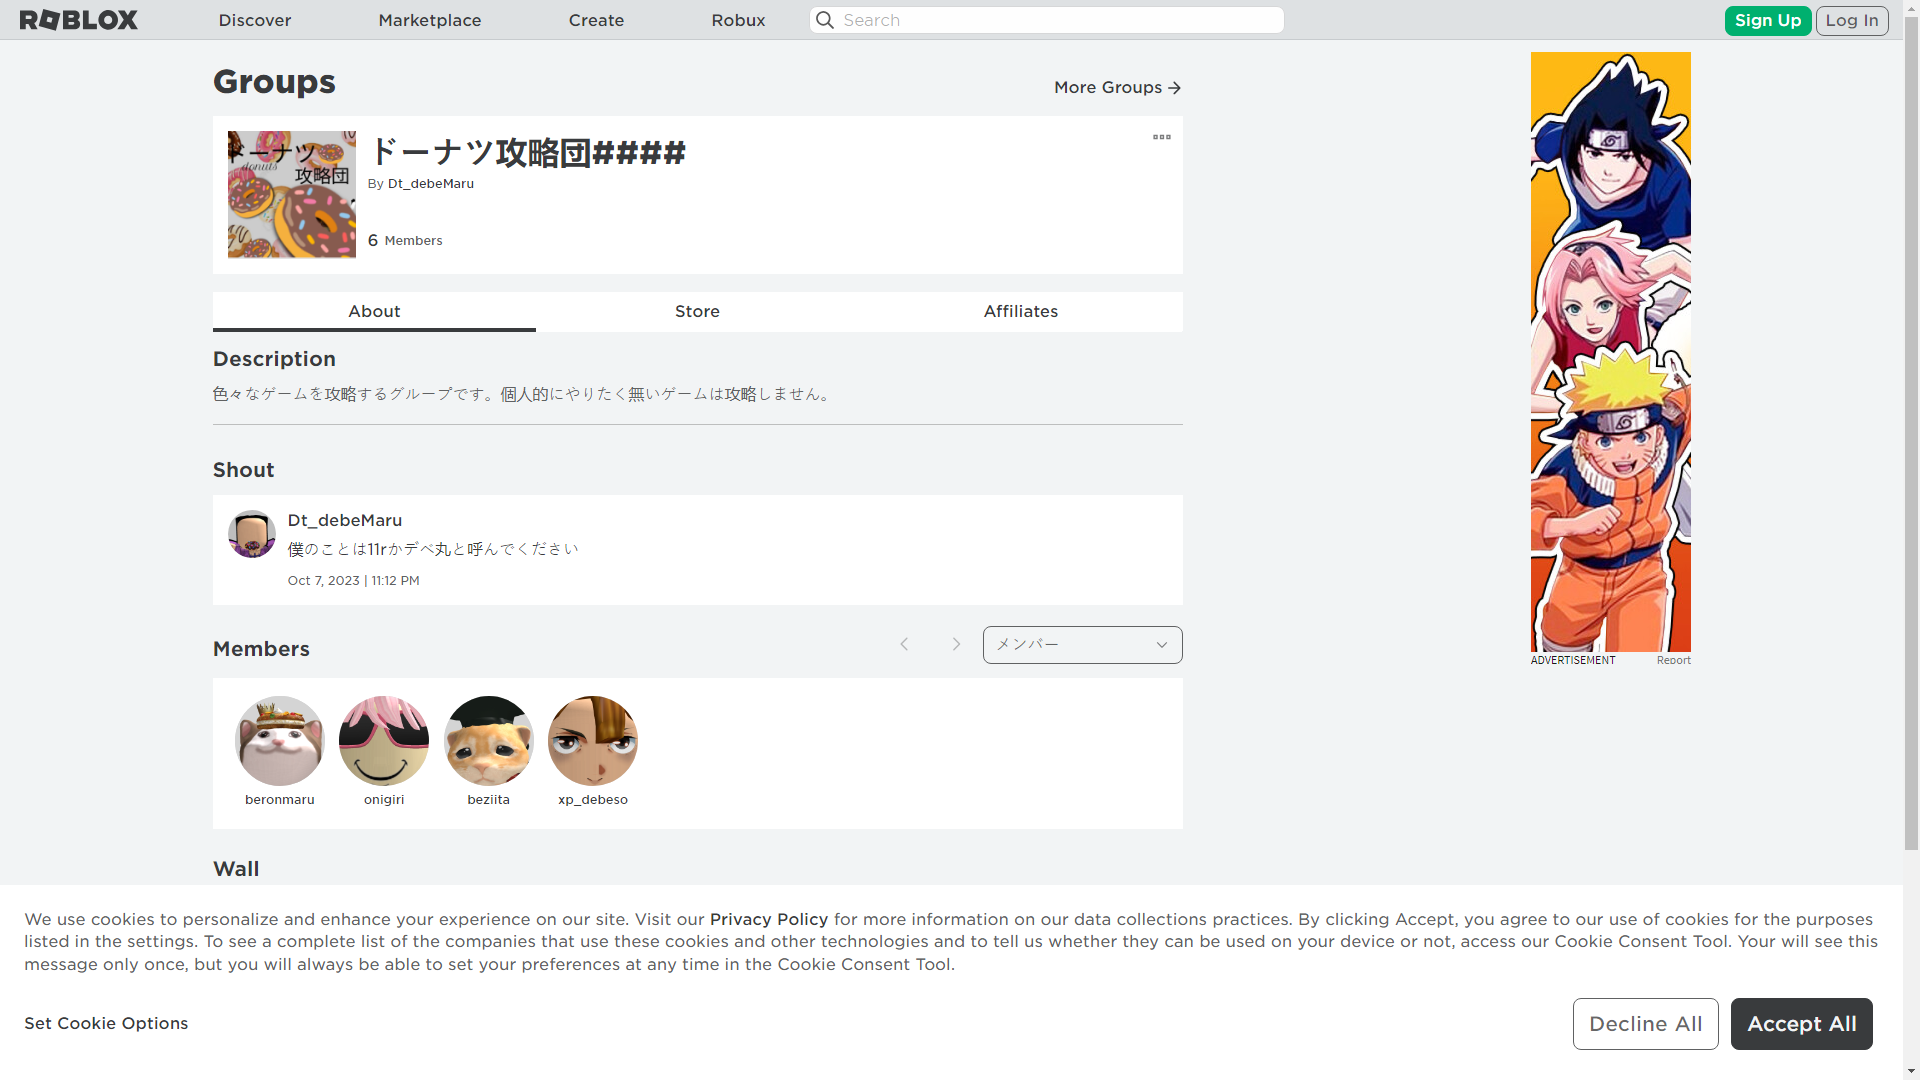 ROBLOX
Discover
Marketplace
Create
Robux
Search
Sign Up
Log In
Groups
More Groups
ドーナツ
donuts
攻略団
ドーナツ攻略団####
By Dt_debeMaru
6 Members
About
Store
Affiliates
Description
色々なゲームを攻略するグループです。個人的にやりたく無いゲームは攻略しません。
Shout
Dt_debeMaru
僕のことは11rかデベ丸と呼んでください
Oct 7, 2023 | 11:12 PM
Members
メンバー
beronmaru
onigiri
beziita
xp_debeso
Wall
ADVERTISEMENT
Report
We use cookies to personalize and enhance your experience on our site. Visit our Privacy Policy for more information on our data collections practices. By clicking Accept, you agree to our use of cookies for the purposes
listed in the settings. To see a complete list of the companies that use these cookies and other technologies and to tell us whether they can be used on your device or not, access our Cookie Consent Tool. Your will see this
message only once, but you will always be able to set your preferences at any time in the Cookie Consent Tool.
Set Cookie Options
Decline All
Accept All